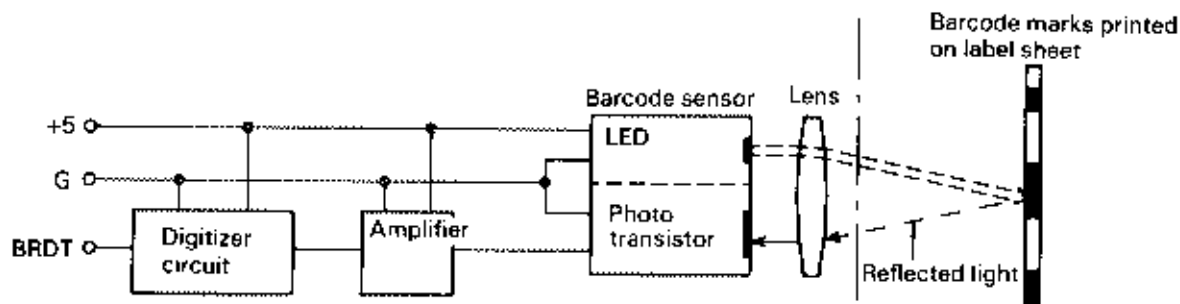 Barcode marks printed
on label sheet
Barcode sensor
Lens
+5
LED
G
Photo
transistor
Amplifier
Digitizer
circuit
BRDT
Reflected light